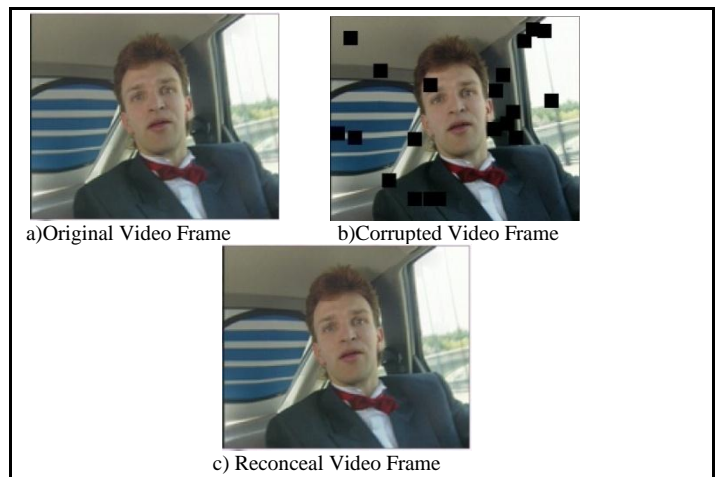 a)Original Video Frame
b)Corrupted Video Frame
c) Reconceal Video Frame